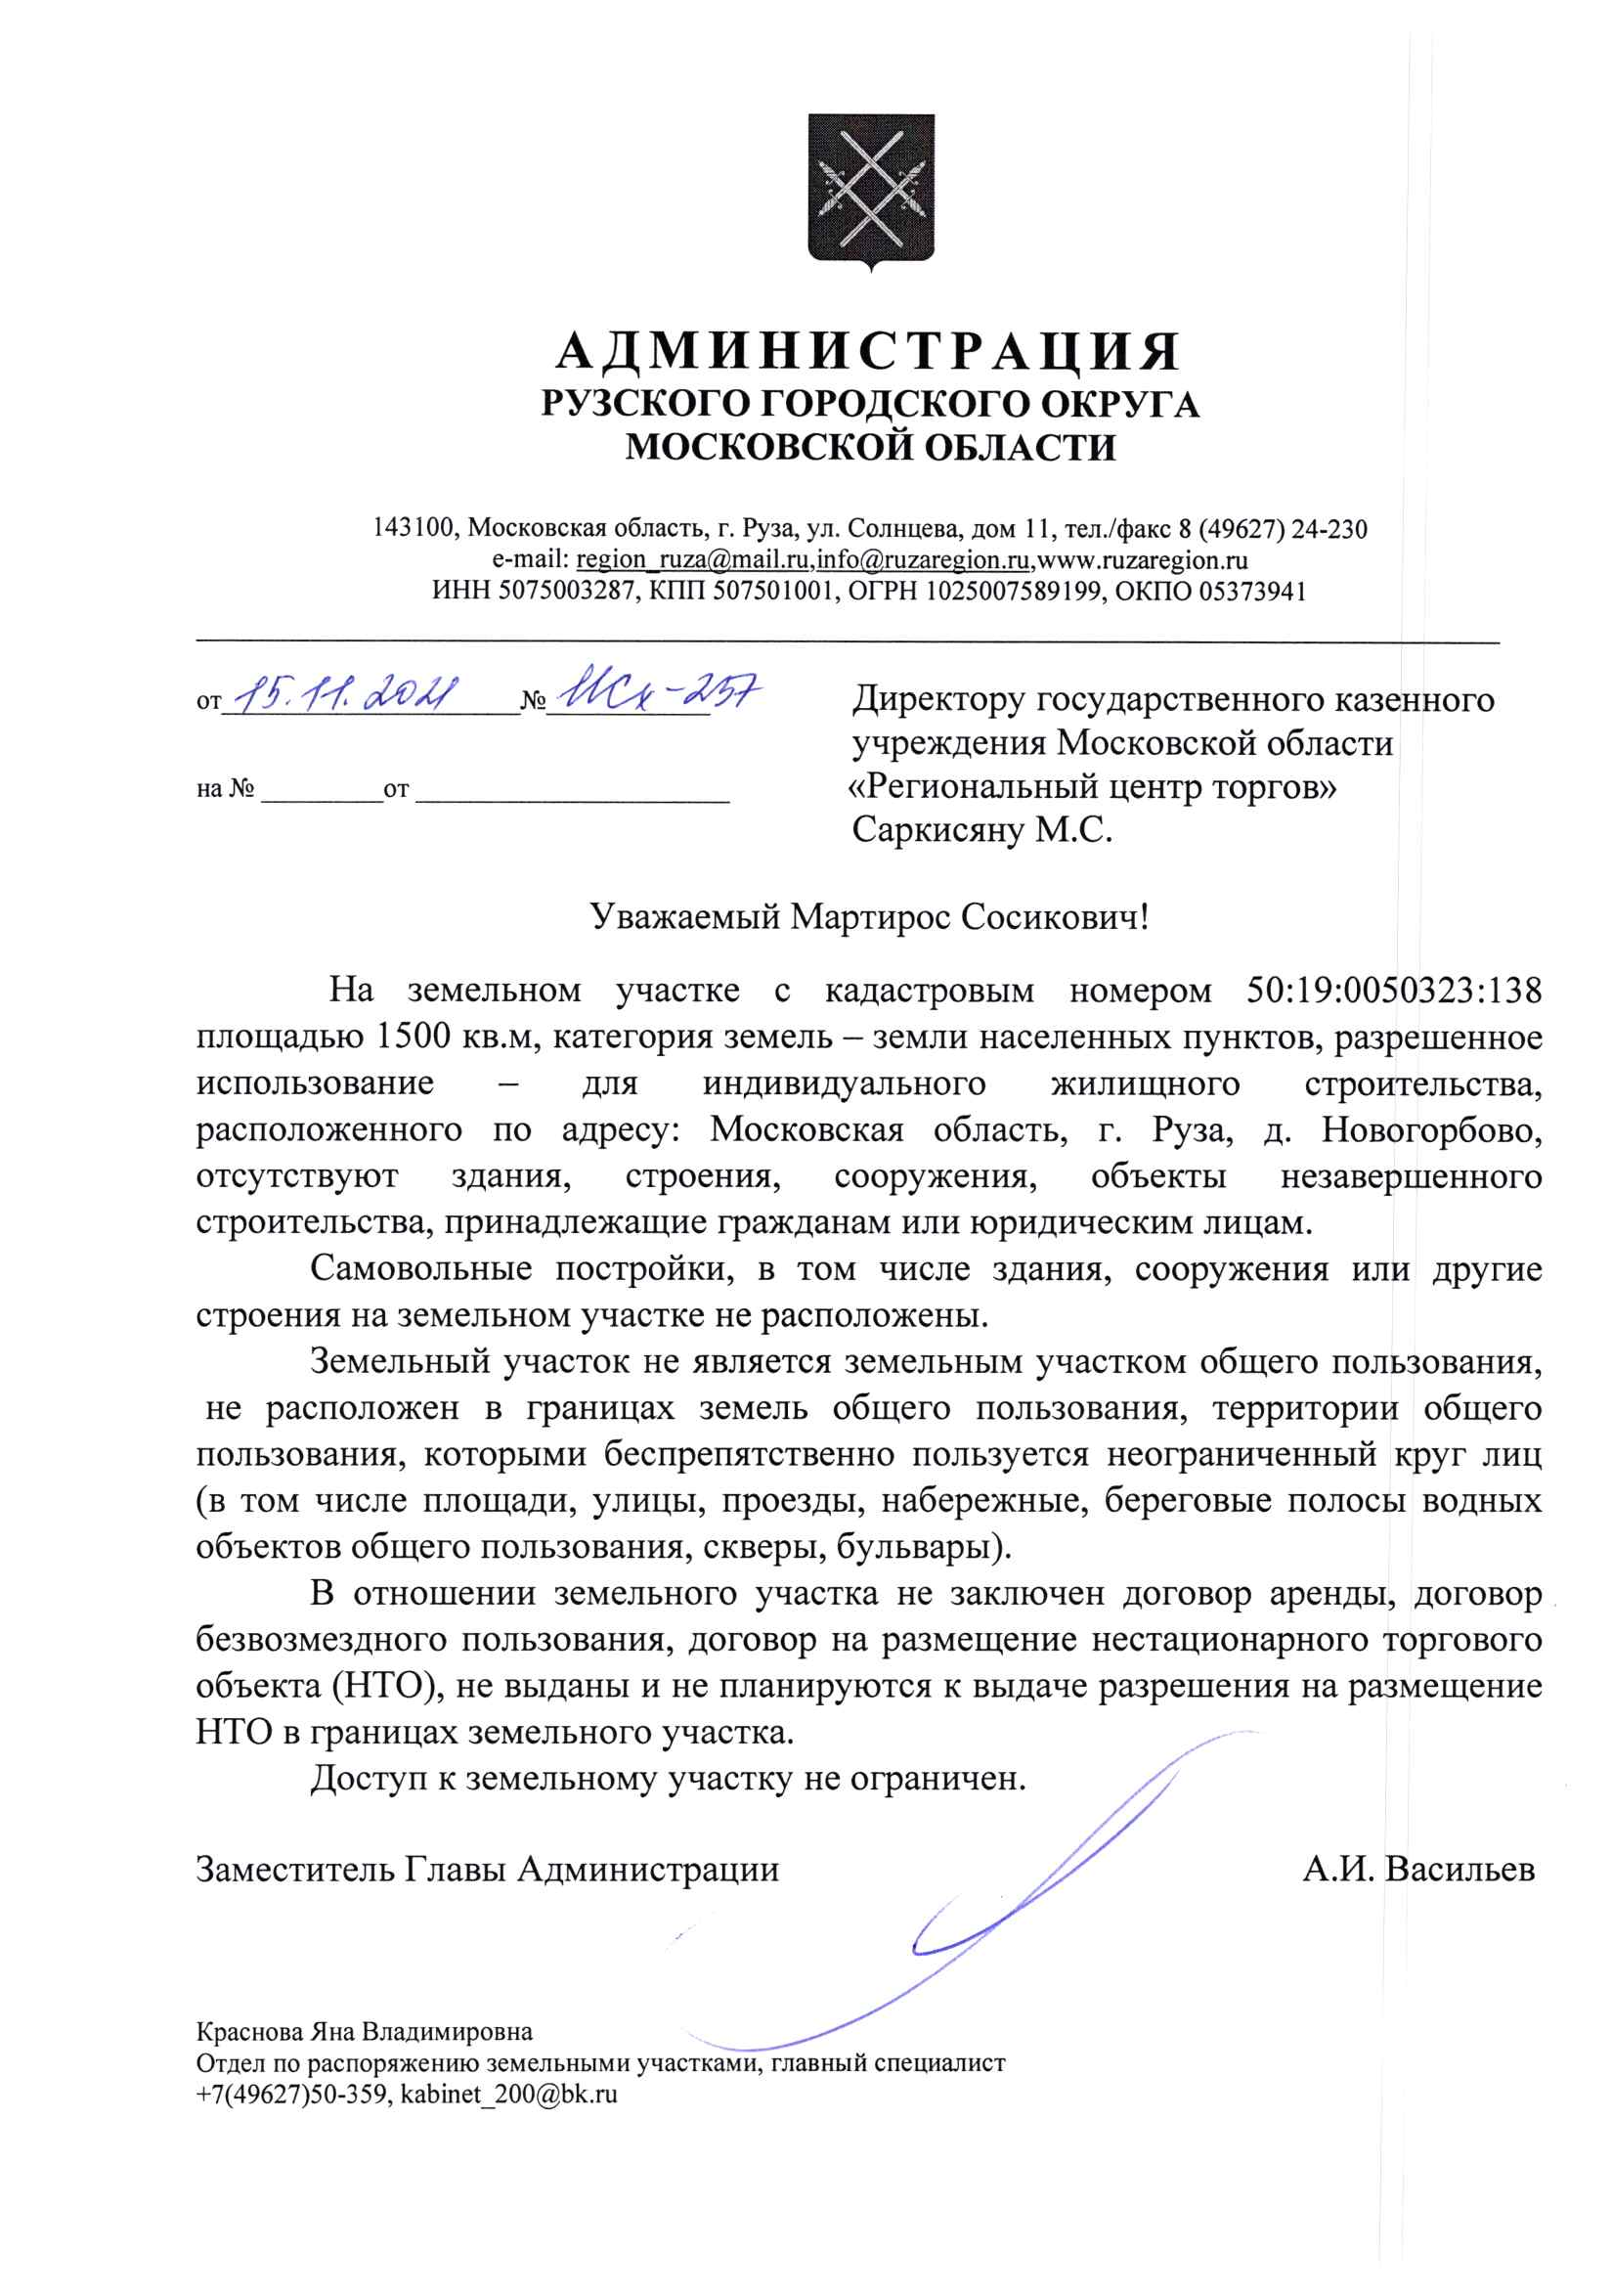 АДМИНИСТРАЦИЯ
РУЗСКОГО ГОРОДСКОГО ОКРУГА
МОСКОВСКОЙ ОБЛАСТИ
143100, Московская область, г. Руза, ул. Солнцева, дом 11, тел./факс 8 (49627) 24-230
e-mail: region_ruza@mail.ru,info@ruzaregion.ru,www.ruzaregion.ru
ИНН 5075003287, КПП 507501001, ОГРН 1025007589199, ОКПО 05373941
от 15.11.2021 № Исх-257
на № _________от _______________________
Директору государственного казенного
учреждения Московской области
«Региональный центр торгов»
Саркисяну М.С.
Уважаемый Мартирос Сосикович!
На земельном участке с кадастровым номером 50:19:0050323:138
площадью 1500 кв.м, категория земель – земли населенных пунктов, разрешенное
использование – для индивидуального жилищного строительства,
расположенного по адресу: Московская область, г. Руза, д. Новогорбово,
отсутствуют здания, строения, сооружения, объекты незавершенного
строительства, принадлежащие гражданам или юридическим лицам.
Самовольные постройки, в том числе здания, сооружения или другие
строения на земельном участке не расположены.
Земельный участок не является земельным участком общего пользования,
не расположен в границах земель общего пользования, территории общего
пользования, которыми беспрепятственно пользуется неограниченный круг лиц
(в том числе площади, улицы, проезды, набережные, береговые полосы водных
объектов общего пользования, скверы, бульвары).
В отношении земельного участка не заключен договор аренды, договор
безвозмездного пользования, договор на размещение нестационарного торгового
объекта (НТО), не выданы и не планируются к выдаче разрешения на размещение
НТО в границах земельного участка.
Доступ к земельному участку не ограничен.
Заместитель Главы Администрации А.И. Васильев
Краснова Яна Владимировна
Отдел по распоряжению земельными участками, главный специалист
+7(49627)50-359, kabinet_200@bk.ru